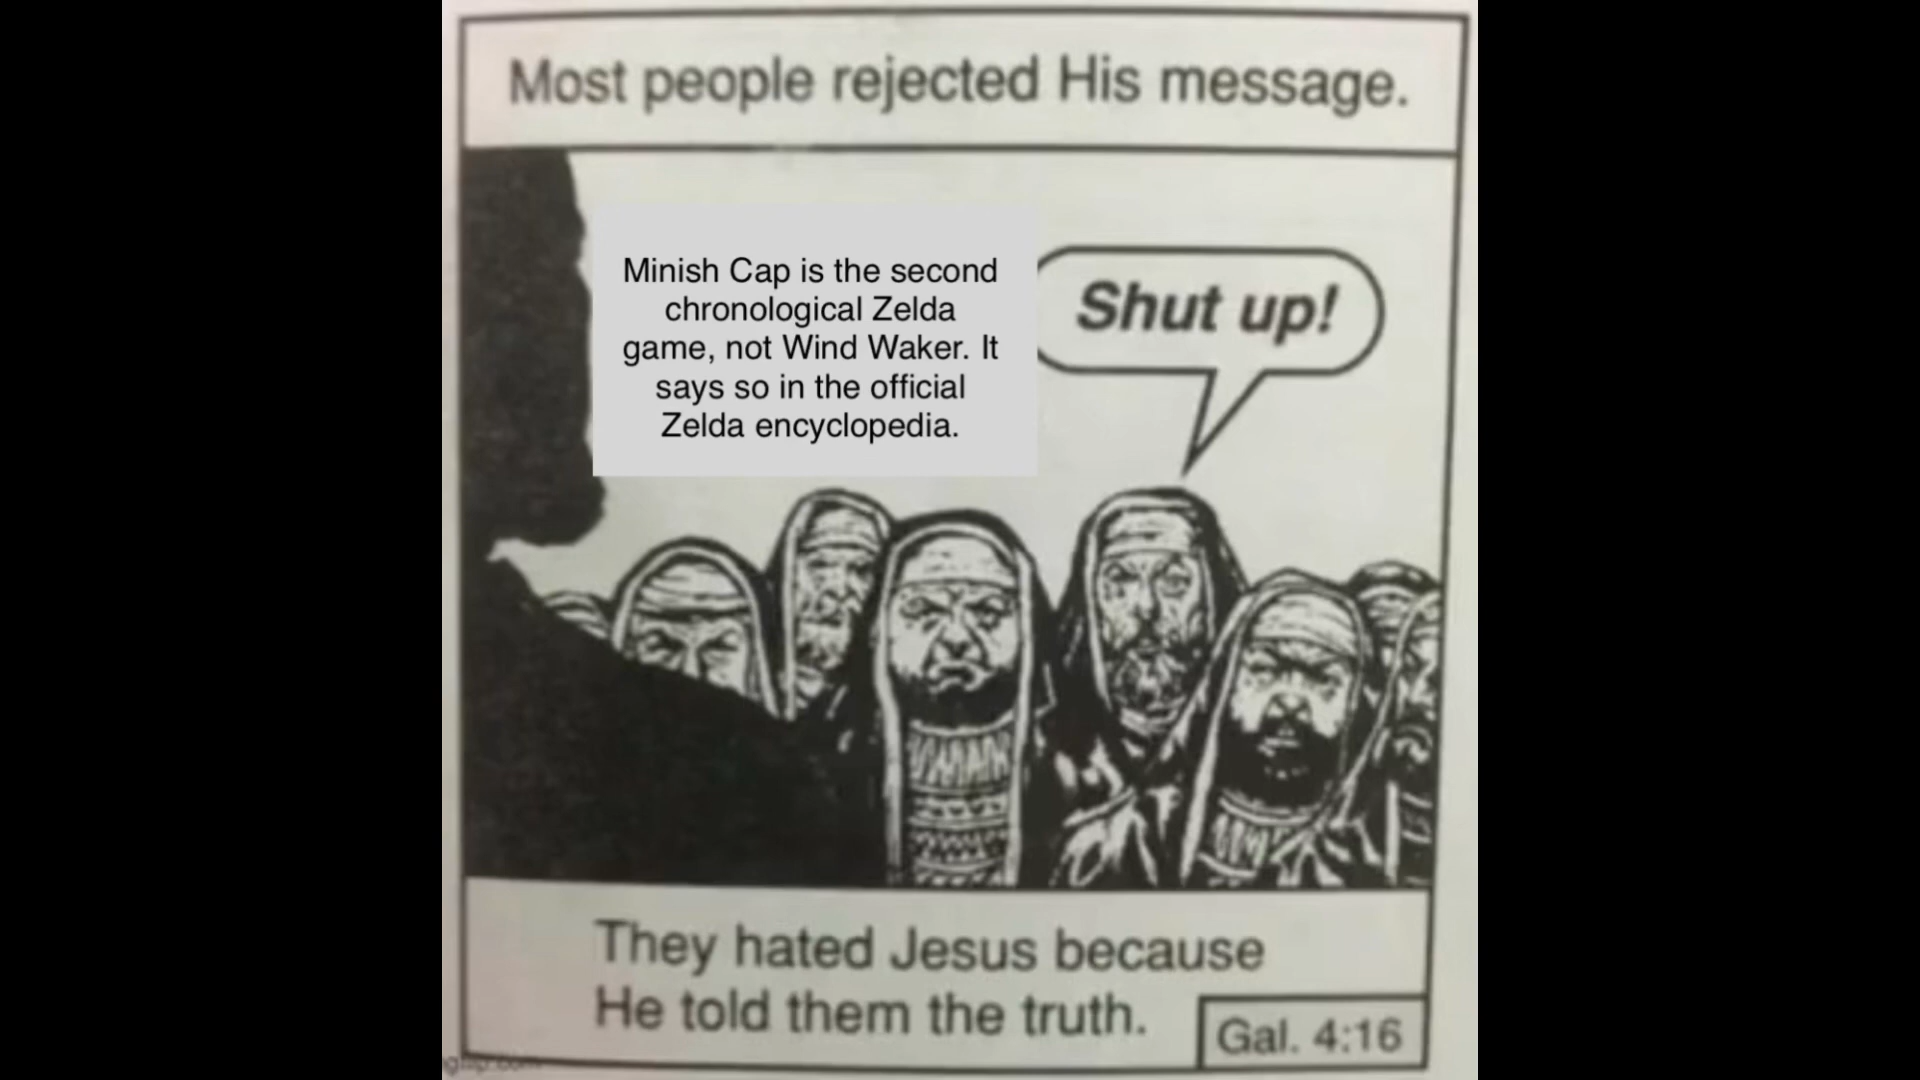 Most people rejected His message.
Minish Cap is the second
chronological Zelda
game, not Wind Waker. It
says so in the official
Zelda encyclopedia.
Shut up!
They hated Jesus because
He told them the truth.
Gal. 4:16